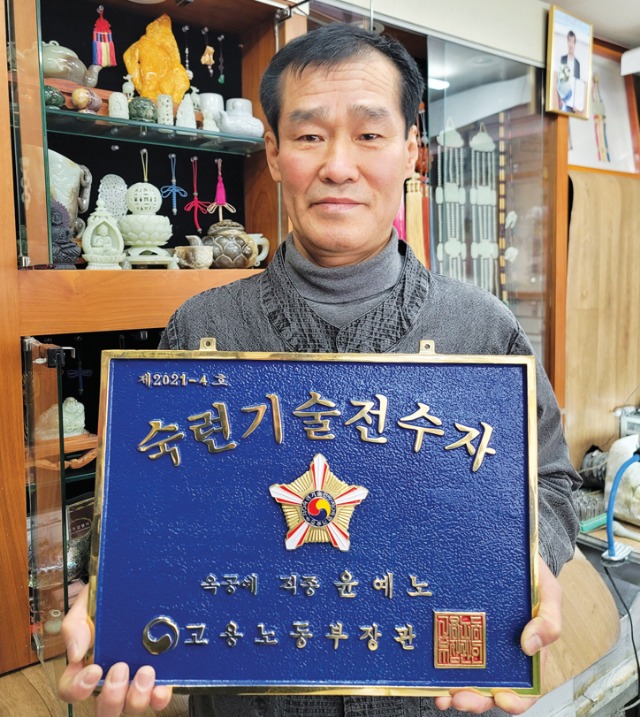 제2021-4호
숙련기술전수자
옥공예 직종 윤예노
고용노동부장관